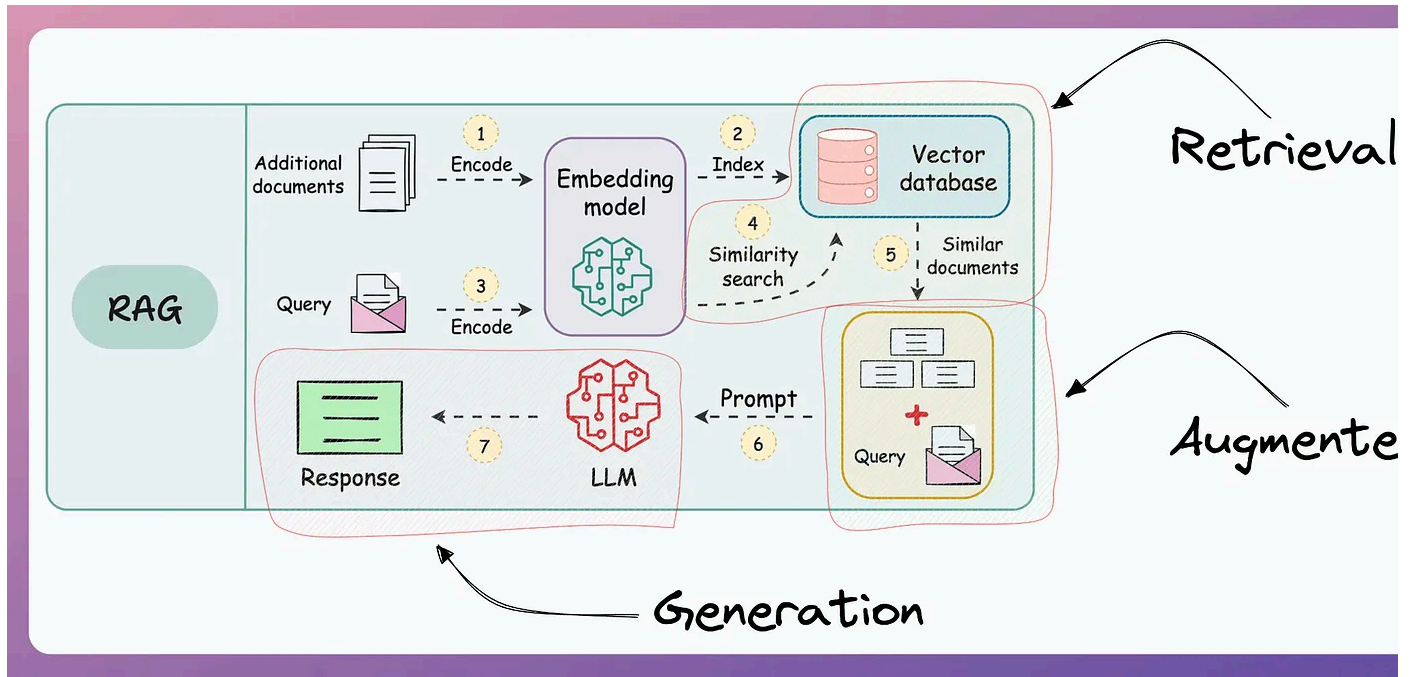 1
Encode
2
Index
Additional
documents
Embedding
model
Vector
database
Retrieval
4
Similarity
search
5
Similar
documents
RAG
Query
3
Encode
Response
7
LLM
Prompt
6
Query
Augmente
Generation